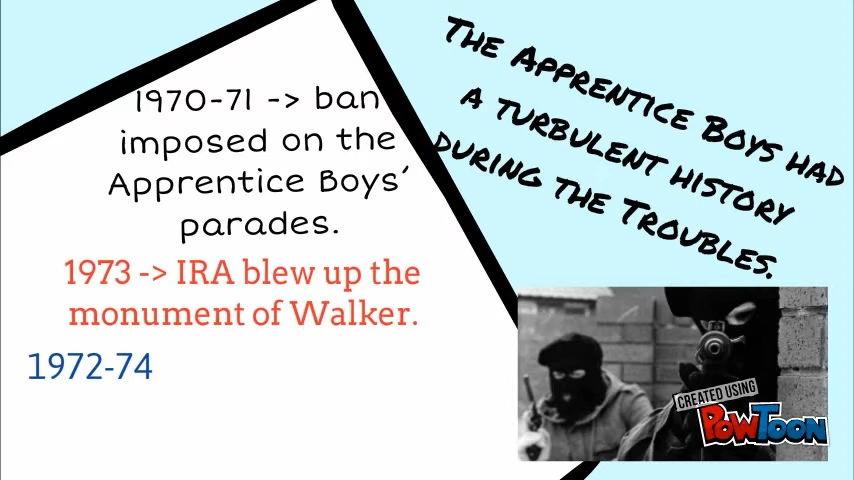 1970-71 -> ban
imposed on the
Apprentice Boys'
parades.
1973 -> IRA blew up the
monument of Walker.
1972-74
The Apprentice Boys had
a turbulent history
during the Troubles.
CREATED USING
POWTOON